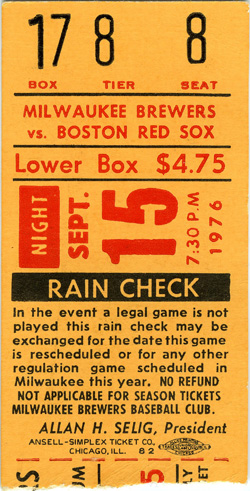 17 8 8
BOX TIER SEAT
MILWAUKEE BREWERS
vs. BOSTON RED SOX
Lower Box $4.75
NIGHT
SEPT.
15
7:30 P.M
1976
RAIN CHECK
In the event a legal game is not
played this rain check may be
exchanged for the date this game
is rescheduled or for any other
regulation game scheduled in
Milwaukee this year. NO REFUND
NOT APPLICABLE FOR SEASON TICKETS
MILWAUKEE BREWERS BASEBALL CLUB.
ALLAN H. SELIG, President
ANSELL-SIMPLEX TICKET CO.
CHICAGO, ILL. 82